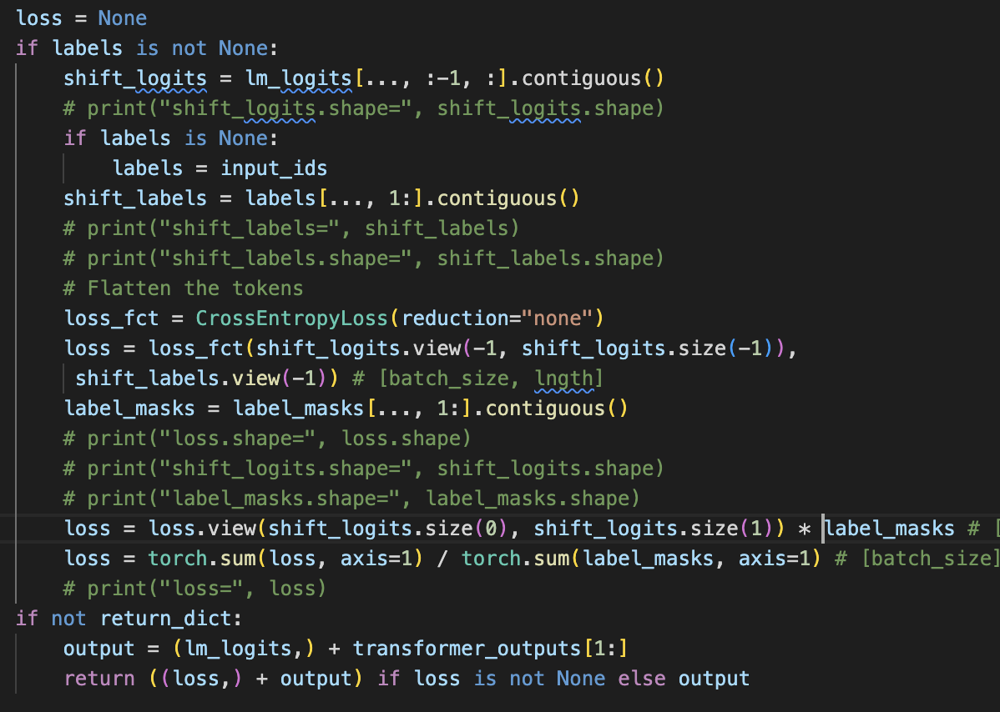 loss = None
if labels is not None:
    shift_logits = lm_logits[..., :-1, :].contiguous()
    # print("shift_logits.shape=", shift_logits.shape)
    if labels is None:
        labels = input_ids
    shift_labels = labels[..., 1:].contiguous()
    # print("shift_labels=", shift_labels)
    # print("shift_labels.shape=", shift_labels.shape)
    # Flatten the tokens
    loss_fct = CrossEntropyLoss(reduction="none")
    loss = loss_fct(shift_logits.view(-1, shift_logits.size(-1)),
     shift_labels.view(-1)) # [batch_size, lngth]
    label_masks = label_masks[..., 1:].contiguous()
    # print("loss.shape=", loss.shape)
    # print("shift_logits.shape=", shift_logits.shape)
    # print("label_masks.shape=", label_masks.shape)
    loss = loss.view(shift_logits.size(0), shift_logits.size(1)) * label_masks # [
    loss = torch.sum(loss, axis=1) / torch.sum(label_masks, axis=1) # [batch_size]
    # print("loss=", loss)
if not return_dict:
    output = (lm_logits,) + transformer_outputs[1:]
    return ((loss,) + output) if loss is not None else output